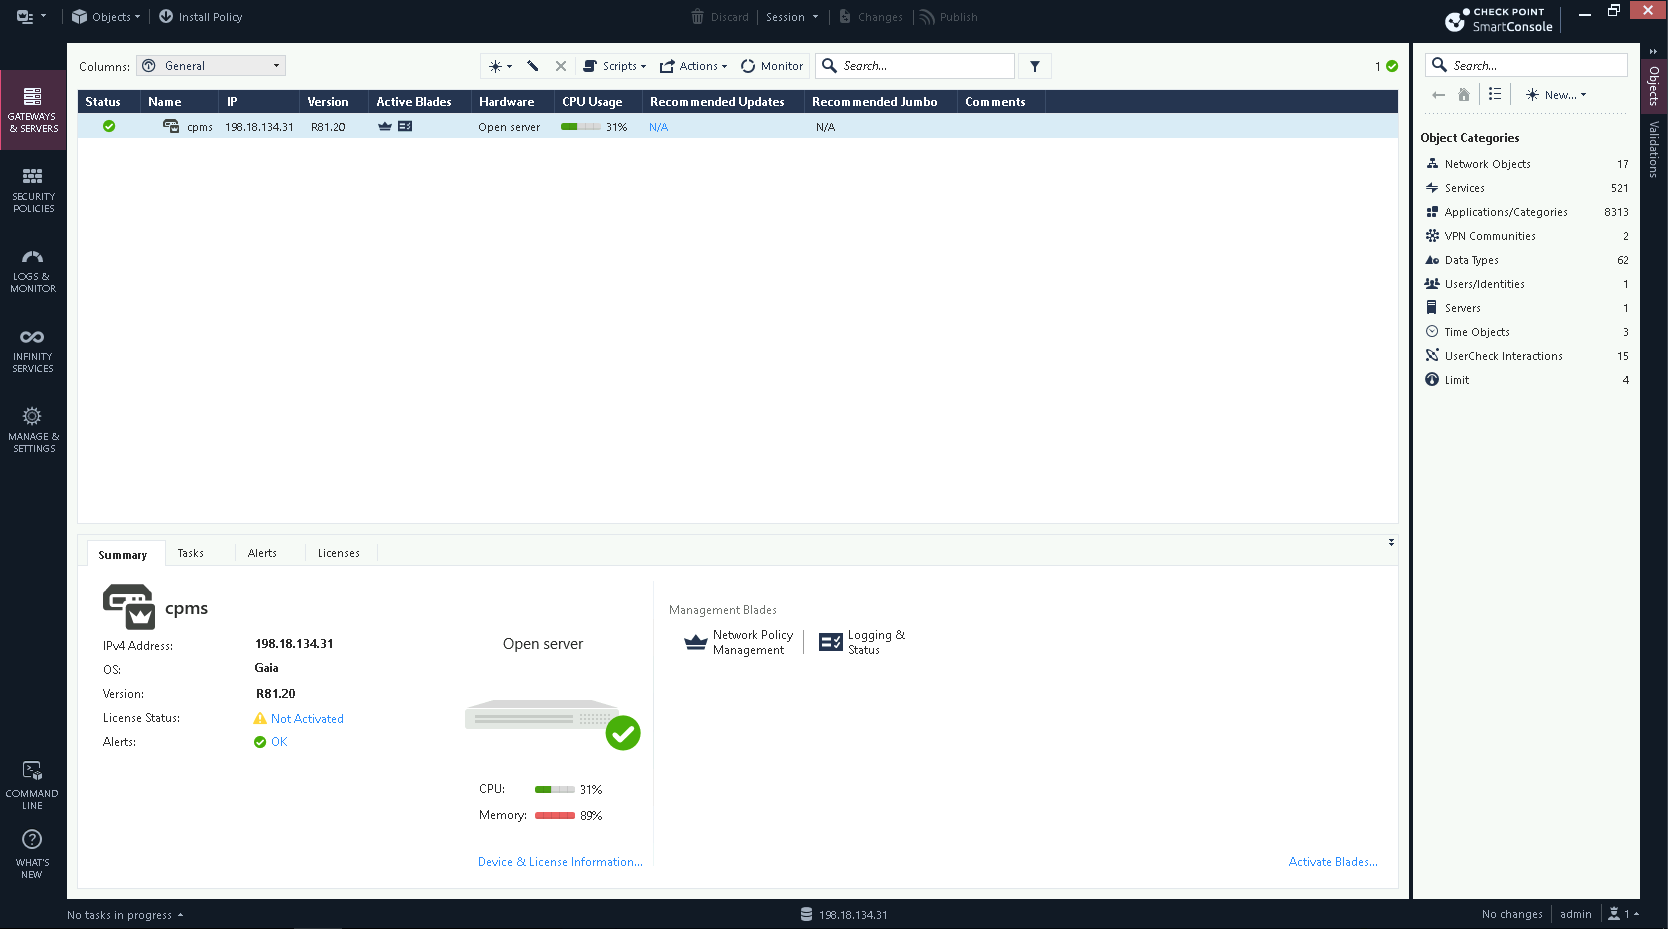 Objects
Install Policy
Discard
Session
Changes
Publish
CHECK POINT
SmartConsole
Columns:
General
Scripts
Actions
Monitor
Search...
1
Status Name IP Version Active Blades Hardware CPU Usage Recommended Updates Recommended Jumbo Comments
cpms 198.18.134.31 R81.20 Open server 31% N/A N/A
GATEWAYS
& SERVERS
SECURITY
POLICIES
LOGS &
MONITOR
INFINITY
SERVICES
MANAGE &
SETTINGS
COMMAND
LINE
WHAT'S
NEW
Summary Tasks Alerts Licenses
cpms
IPv4 Address: 198.18.134.31
OS: Gaia
Version: R81.20
License Status: Not Activated
Alerts: OK
Open server
CPU: 31%
Memory: 89%
Device & License Information...
Management Blades
Network Policy
Management
Logging &
Status
Activate Blades...
Search...
New...
Object Categories
Network Objects 17
Services 521
Applications/Categories 8313
VPN Communities 2
Data Types 62
Users/Identities 1
Servers 1
Time Objects 3
UserCheck Interactions 15
Limit 4
Objects
Validations
No tasks in progress
198.18.134.31
No changes
admin
1